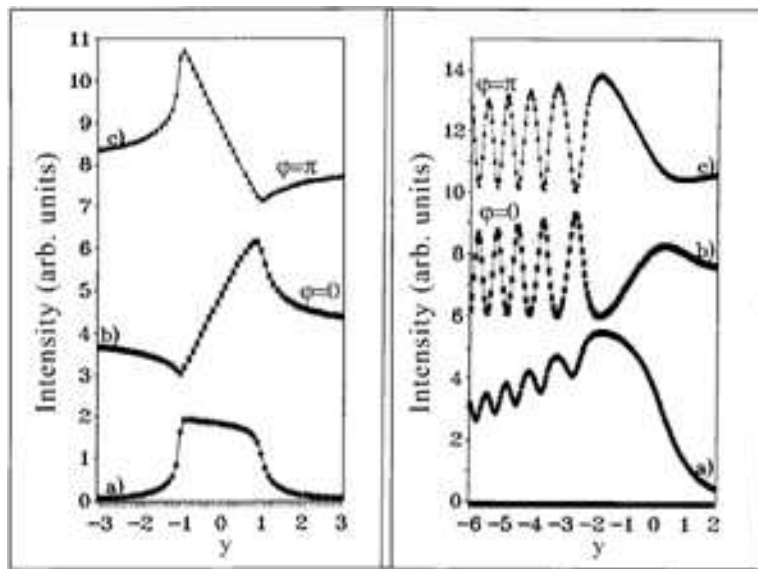 11
10
9
8
7
6
5
4
3
2
1
0
Intensity (arb. units)
c)
φ=π
b)
φ=0
a)
-3 -2 -1 0 1 2 3
y
14
12
10
8
6
4
2
0
Intensity (arb. units)
φ=π
c)
φ=0
b)
a)
-6 -5 -4 -3 -2 -1 0 1 2
y